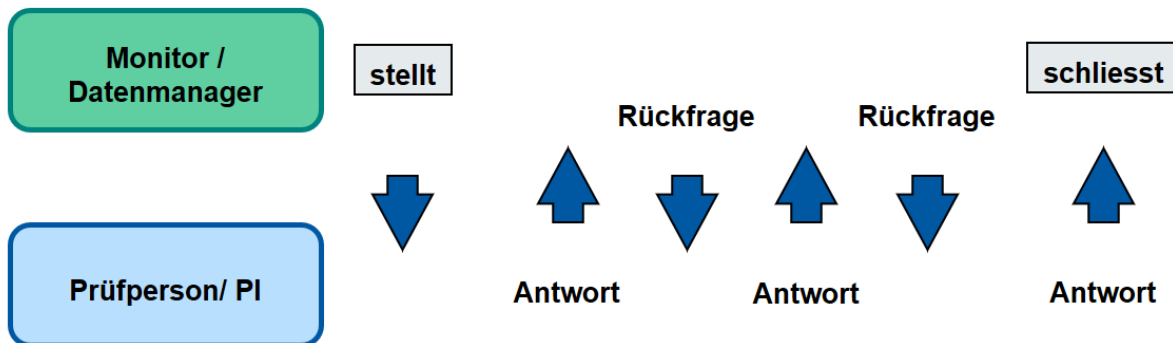 Monitor /
Datenmanager
stellt
schliesst
Rückfrage
Rückfrage
Prüfperson/ PI
Antwort
Antwort
Antwort